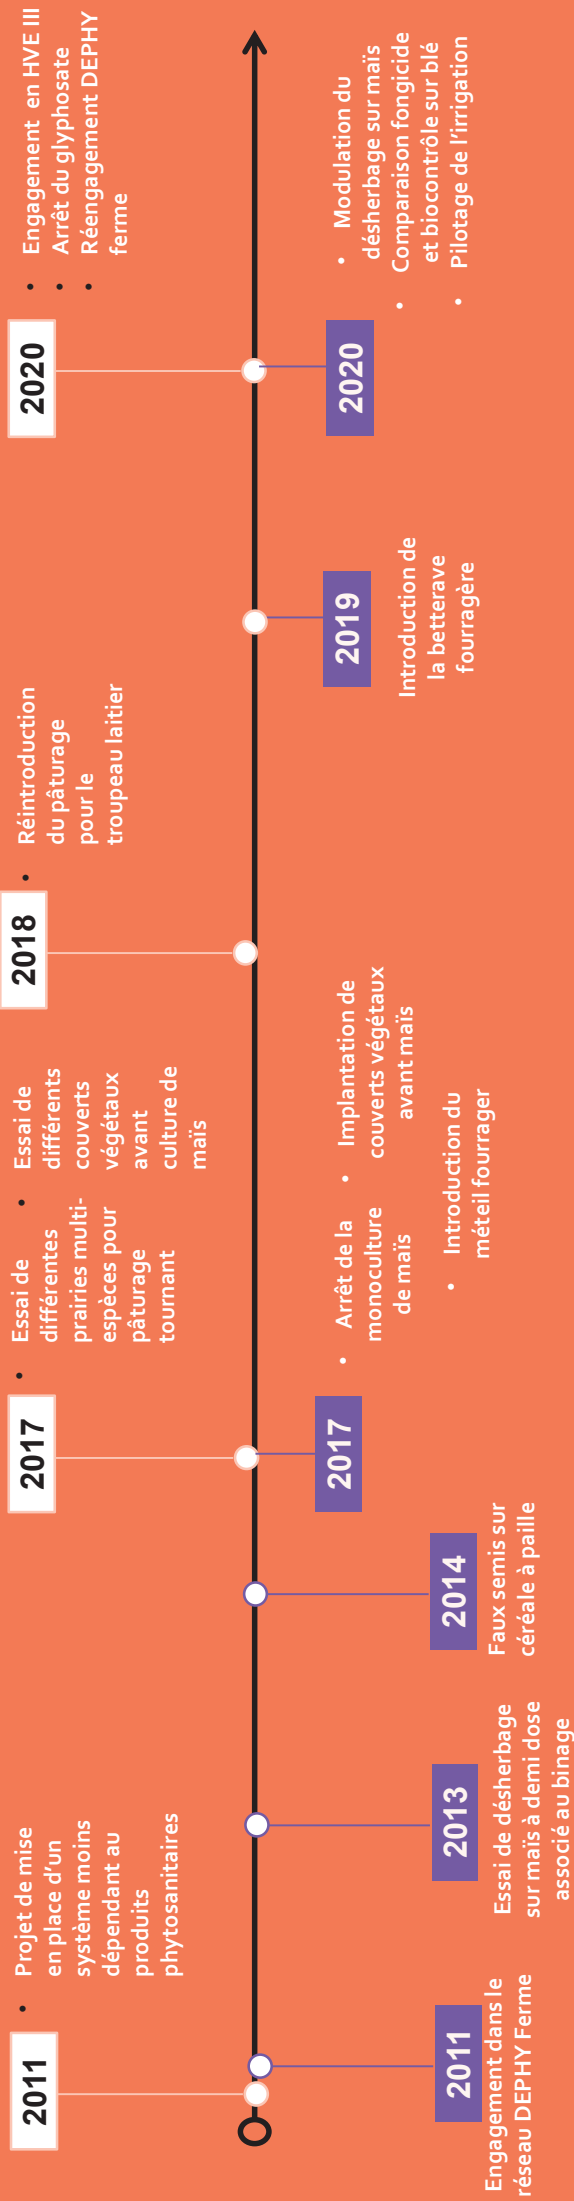 2011
• Projet de mise
en place d'un
système moins
dépendant au
produits
phytosanitaires
2017
• Essai de
différentes
prairies multi-
espèces pour
pâturage
tournant
• Essai de
différents
couverts
végétaux
avant
culture de
maïs
2018
• Réintroduction
du pâturage
pour le
troupeau laitier
2020
• Engagement en HVE III
• Arrêt du glyphosate
• Réengagement DEPHY
ferme
2011
Engagement dans le
réseau DEPHY Ferme
2013
Essai de désherbage
sur maïs à demi dose
associé au binage
2014
Faux semis sur
céréale à paille
2017
• Arrêt de la
monoculture
de maïs
• Implantation de
couverts végétaux
avant maïs
• Introduction du
méteil fourrager
2019
Introduction de
la betterave
fourragère
2020
• Modulation du
désherbage sur maïs
• Comparaison fongicide
et biocontrôle sur blé
• Pilotage de l'irrigation